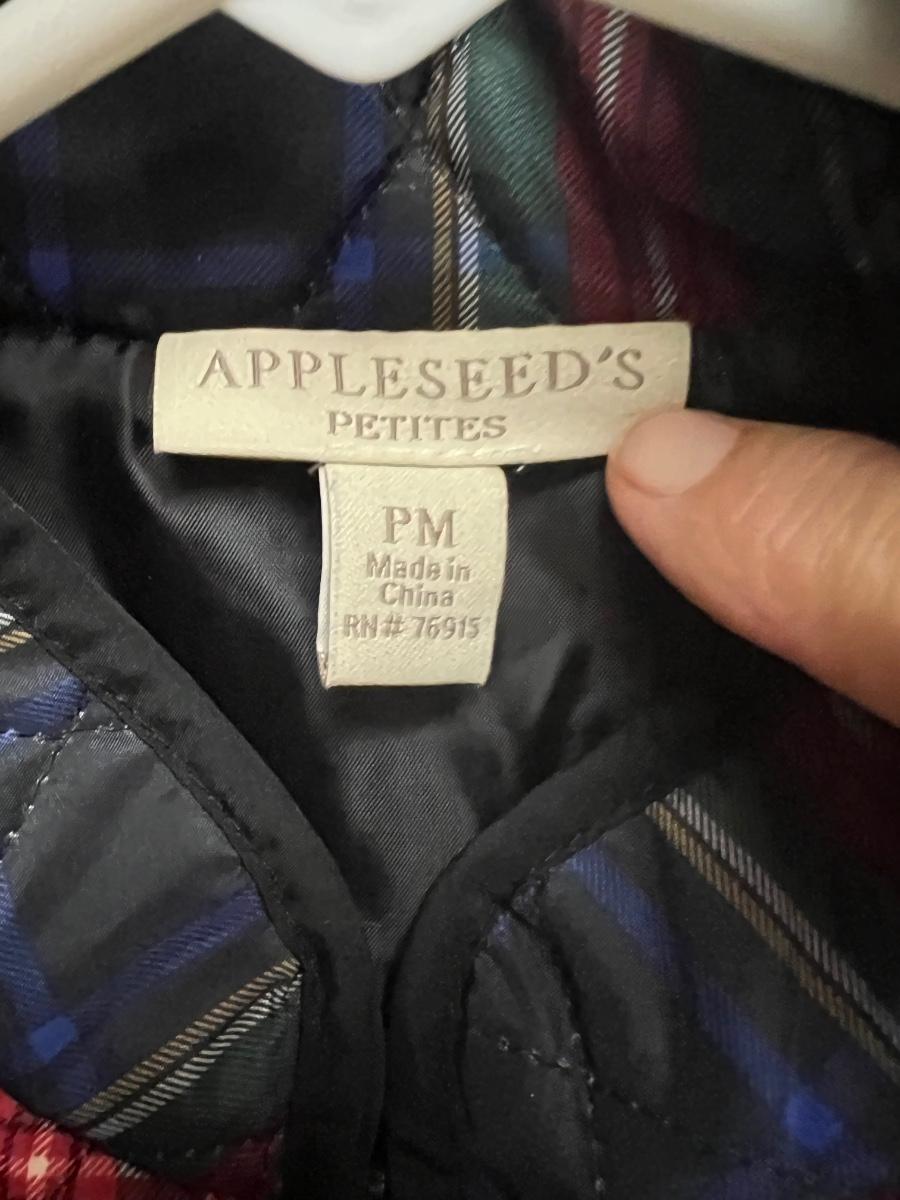 APPLESEED'S
PETITES
PM
Made in
China
RN# 76915